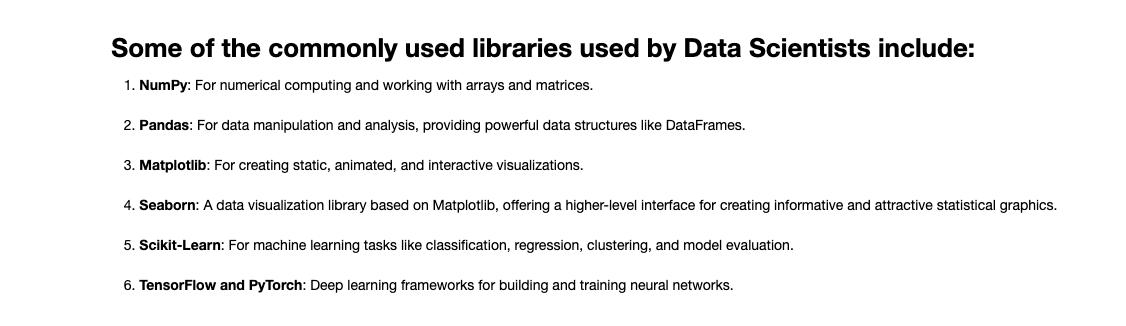 Some of the commonly used libraries used by Data Scientists include:
1. NumPy: For numerical computing and working with arrays and matrices.
2. Pandas: For data manipulation and analysis, providing powerful data structures like DataFrames.
3. Matplotlib: For creating static, animated, and interactive visualizations.
4. Seaborn: A data visualization library based on Matplotlib, offering a higher-level interface for creating informative and attractive statistical graphics.
5. Scikit-Learn: For machine learning tasks like classification, regression, clustering, and model evaluation.
6. TensorFlow and PyTorch: Deep learning frameworks for building and training neural networks.